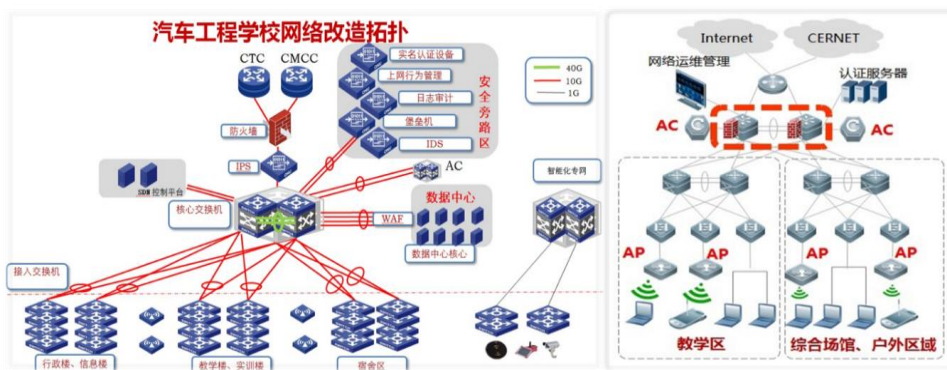 汽车工程学校网络改造拓扑
CTC
CMCC
实名认证设备
上网行为管理
日志审计
堡垒机
IDS
安全旁路区
40G
10G
1G
防火墙
IPS
AC
SDN控制平台
核心交换机
WAF
数据中心
数据中心核心
智能化专网
接入交换机
行政楼、信息楼
教学楼、实训楼
宿舍区
Internet
CERNET
网络运维管理
认证服务器
AC
AC
AP
AP
AP
AP
教学区
综合场馆、户外区域